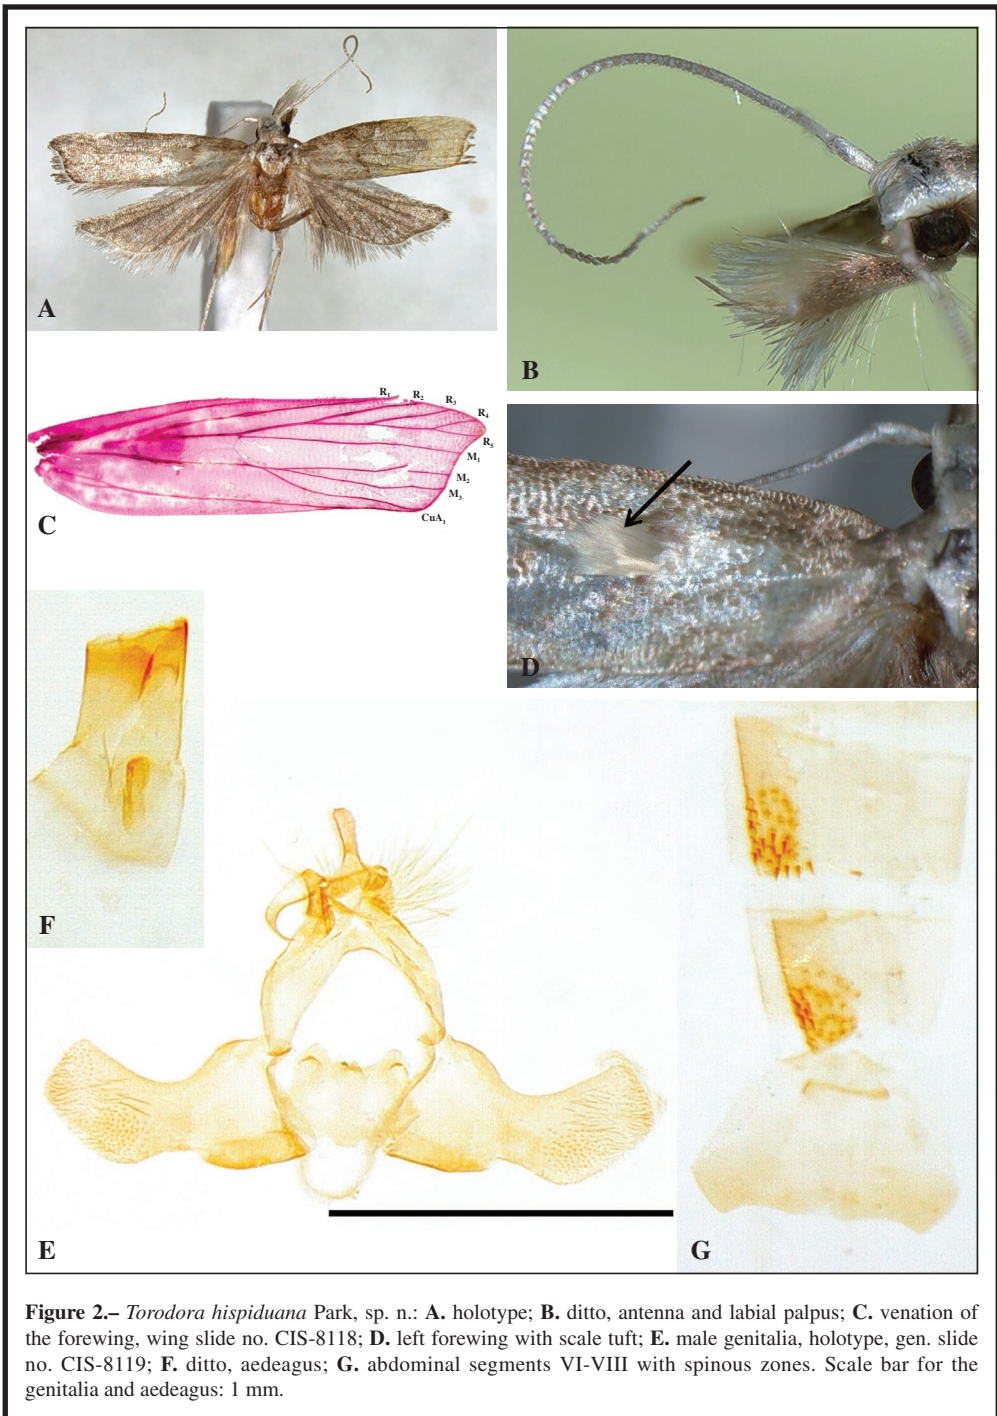 A
B
R1
R2
R3
R4
R5
M1
M2
M3
CuA1
C
D
F
E
G
Figure 2.– Torodora hispiduana Park, sp. n.: A. holotype; B. ditto, antenna and labial palpus; C. venation of
the forewing, wing slide no. CIS-8118; D. left forewing with scale tuft; E. male genitalia, holotype, gen. slide
no. CIS-8119; F. ditto, aedeagus; G. abdominal segments VI-VIII with spinous zones. Scale bar for the
genitalia and aedeagus: 1 mm.